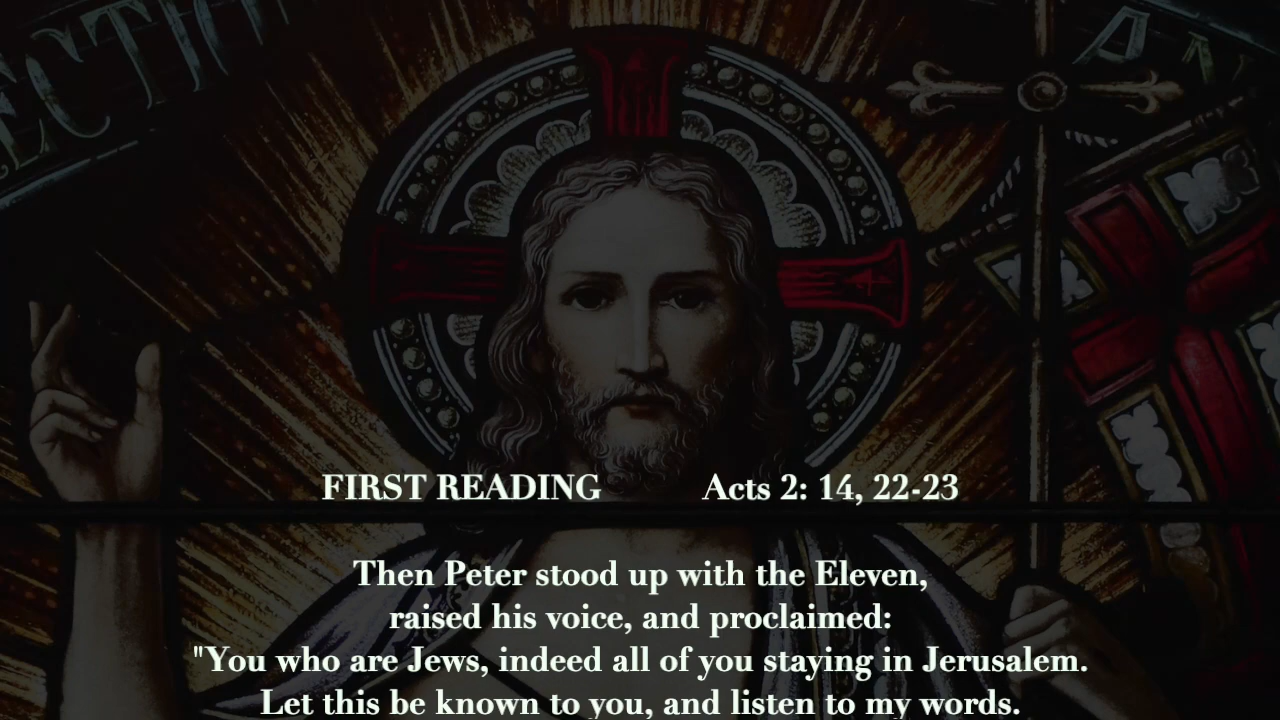 ECTI
A
FIRST READING Acts 2: 14, 22-23
Then Peter stood up with the Eleven,
raised his voice, and proclaimed:
"You who are Jews, indeed all of you staying in Jerusalem.
Let this be known to you, and listen to my words.